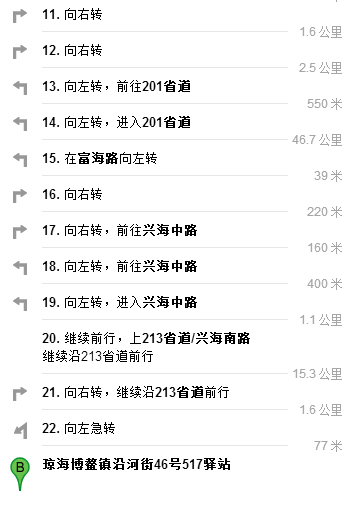 11. 向右转
1.6 公里
12. 向右转
2.5 公里
13. 向左转，前往201省道
550 米
14. 向左转，进入201省道
46.7 公里
15. 在富海路向左转
39 米
16. 向右转
220 米
17. 向右转，前往兴海中路
160 米
18. 向左转，前往兴海中路
400 米
19. 向左转，进入兴海中路
1.1 公里
20. 继续前行，上213省道/兴海南路
继续沿213省道前行
15.3 公里
21. 向右转，继续沿213省道前行
1.6 公里
22. 向左急转
77 米
B
琼海博鳌镇沿河街46号517驿站